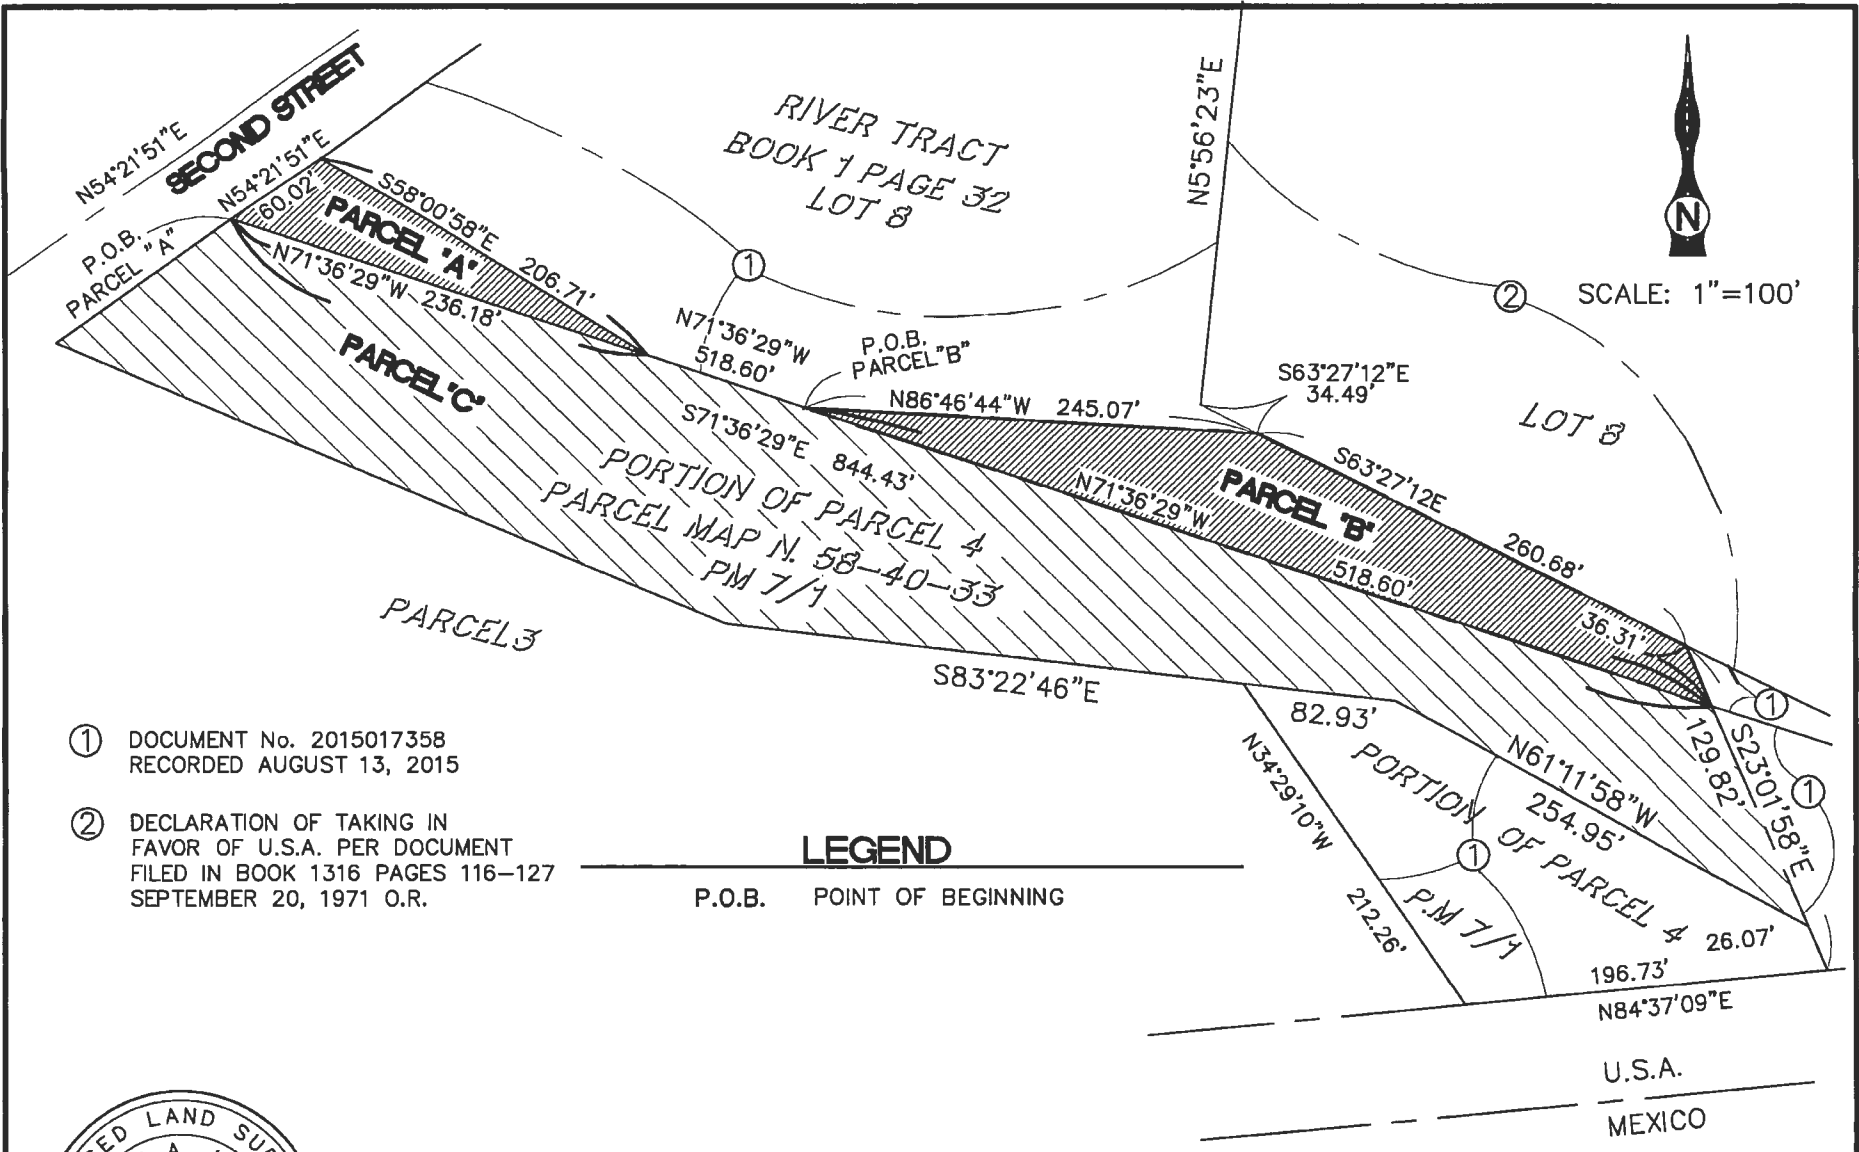 SECOND STREET
N54°21'51"E
N54°21'51"E
60.02'
P.O.B.
PARCEL "A"
S58°00'58"E
206.71'
PARCEL "A"
N71°36'29"W 236.18'
PARCEL "C"
RIVER TRACT
BOOK 1 PAGE 32
LOT 8
1
N71°36'29"W
518.60'
P.O.B.
PARCEL"B"
N5°56'23"E
N
SCALE: 1"=100'
2
S63°27'12"E
34.49'
LOT 8
N86°46'44"W 245.07'
S71°36'29"E 844.43'
PORTION OF PARCEL 4
PARCEL MAP N. 58-40-33
PM 7/1
PARCEL "B"
N71°36'29"W
518.60'
S63°27'12E
260.68'
36.31'
PARCEL3
S83°22'46"E
82.93'
N34°29'10"W
212.26'
PORTION OF PARCEL 4
P.M 7/1
1
N61°11'58"W
254.95'
S23°01'58"E
129.82'
1
1
26.07'
196.73'
N84°37'09"E
U.S.A.
MEXICO
1 DOCUMENT No. 2015017358
RECORDED AUGUST 13, 2015
2 DECLARATION OF TAKING IN
FAVOR OF U.S.A. PER DOCUMENT
FILED IN BOOK 1316 PAGES 116-127
SEPTEMBER 20, 1971 O.R.
LEGEND
P.O.B. POINT OF BEGINNING
LAND